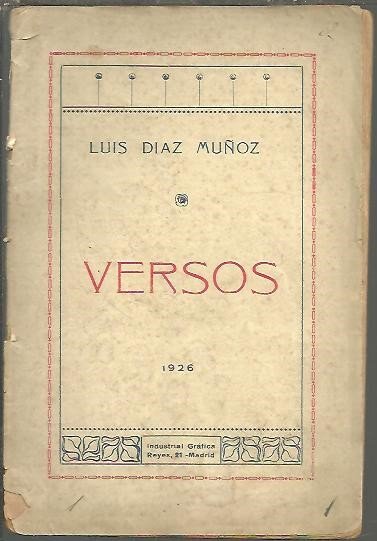 LUIS DIAZ MUÑOZ
VERSOS
1926
Industrial Gráfica
Reyes, 21 -Madrid